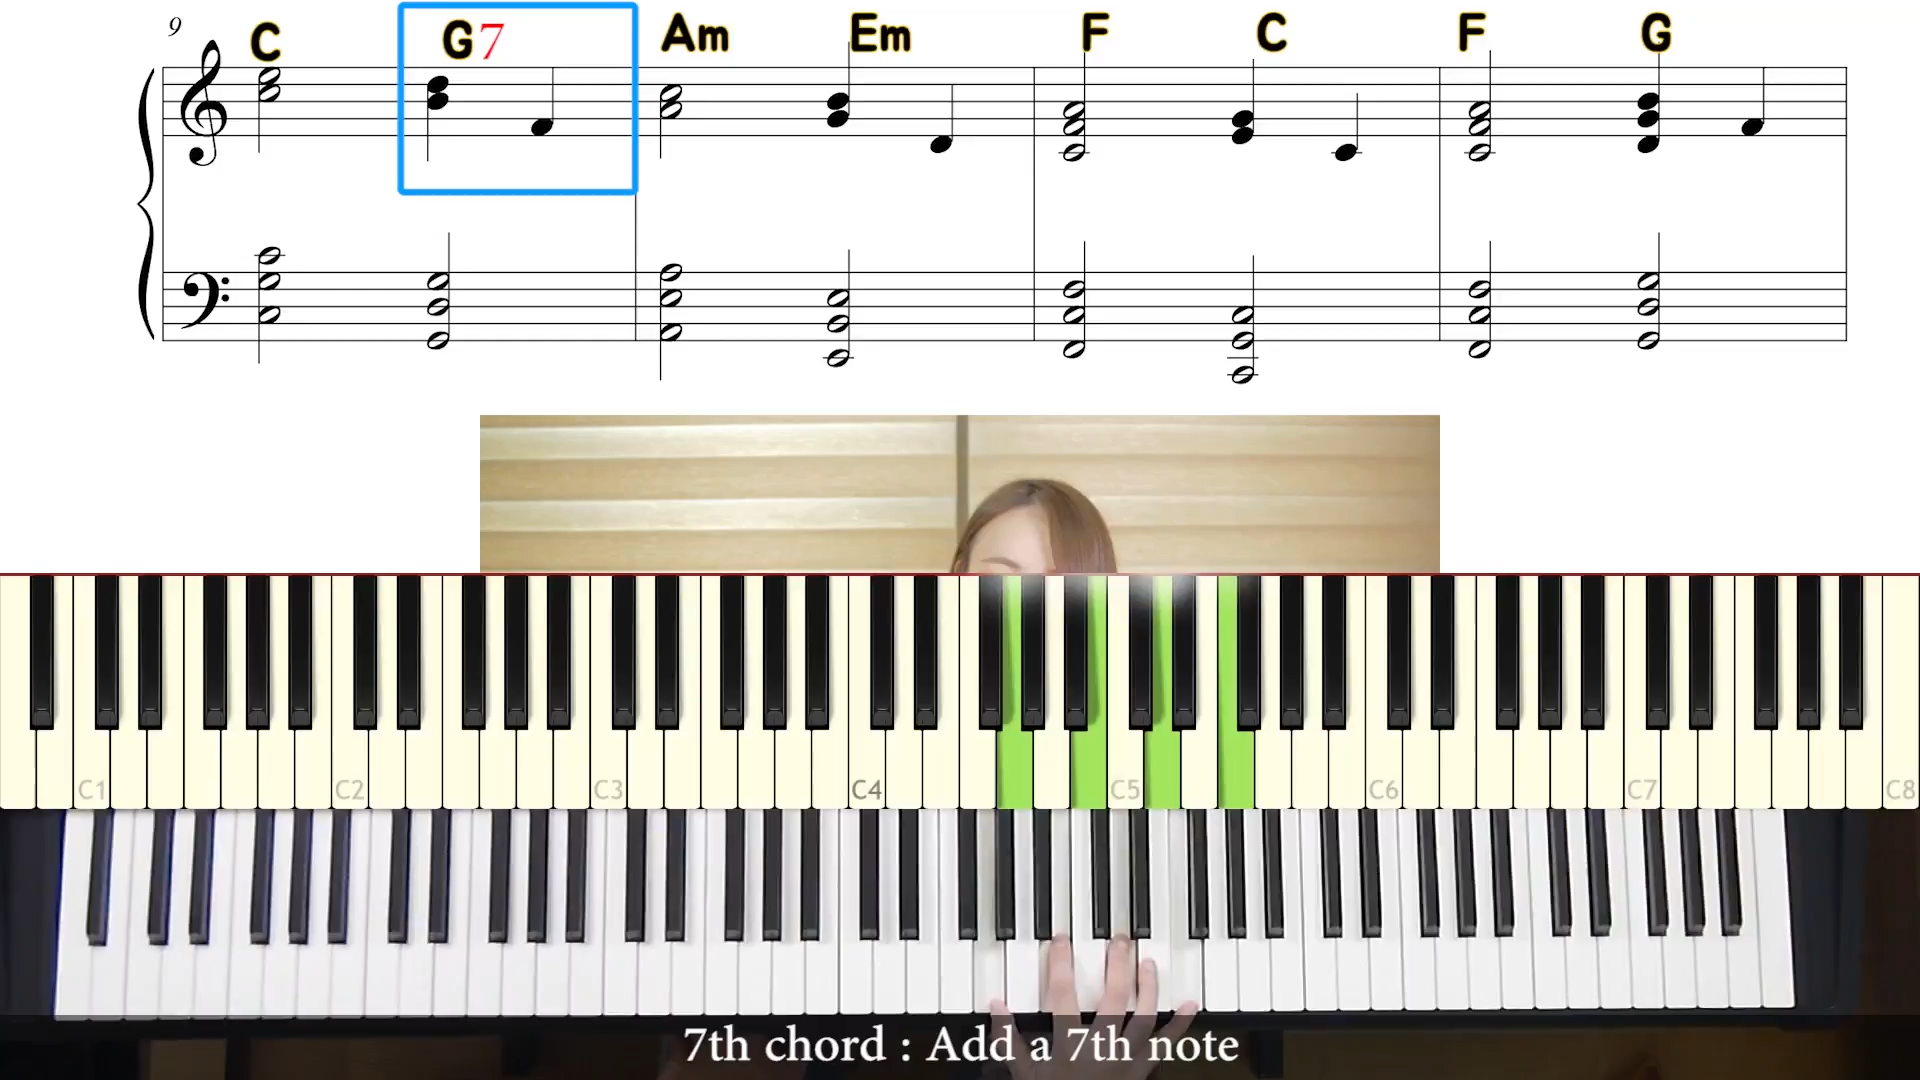 9
C G7 Am Em F C F G
C1 C2 C3 C4 C5 C6 C7 C8
7th chord : Add a 7th note